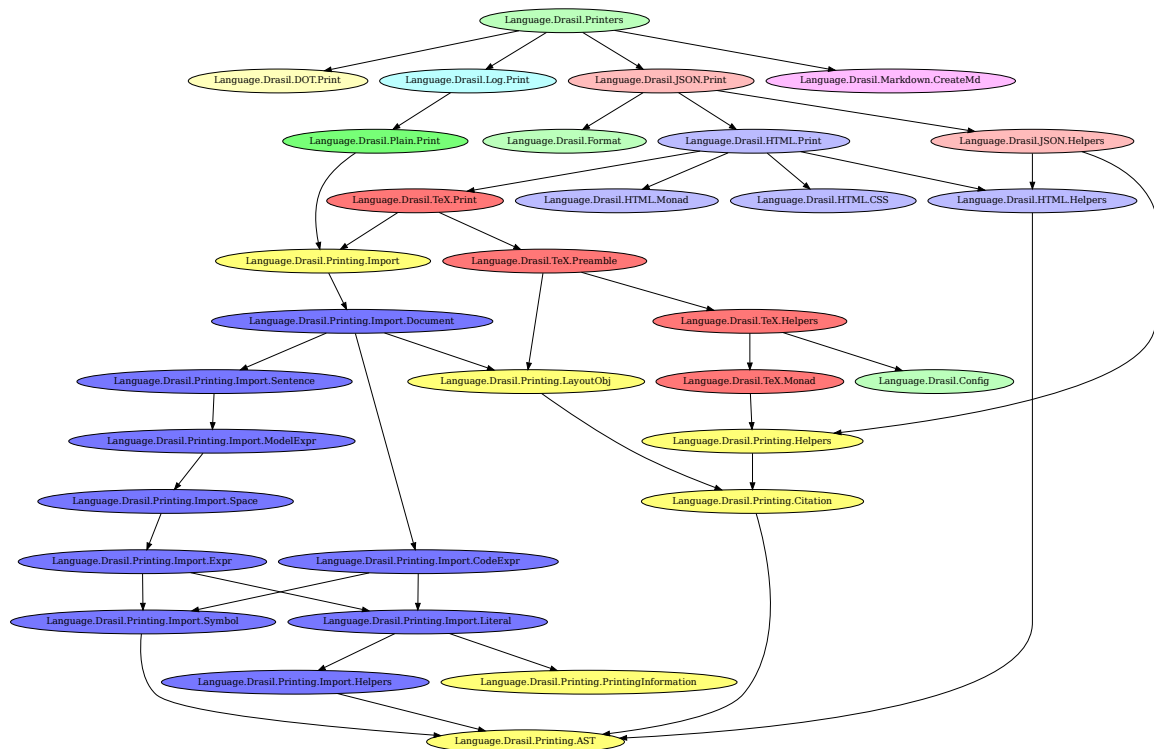 Language.Drasil.Printers
Language.Drasil.DOT.Print
Language.Drasil.Log.Print
Language.Drasil.JSON.Print
Language.Drasil.Markdown.CreateMd
Language.Drasil.Plain.Print
Language.Drasil.Format
Language.Drasil.HTML.Print
Language.Drasil.JSON.Helpers
Language.Drasil.TeX.Print
Language.Drasil.HTML.Monad
Language.Drasil.HTML.CSS
Language.Drasil.HTML.Helpers
Language.Drasil.Printing.Import
Language.Drasil.TeX.Preamble
Language.Drasil.Printing.Import.Document
Language.Drasil.TeX.Helpers
Language.Drasil.Printing.Import.Sentence
Language.Drasil.Printing.LayoutObj
Language.Drasil.TeX.Monad
Language.Drasil.Config
Language.Drasil.Printing.Import.ModelExpr
Language.Drasil.Printing.Helpers
Language.Drasil.Printing.Import.Space
Language.Drasil.Printing.Citation
Language.Drasil.Printing.Import.Expr
Language.Drasil.Printing.Import.CodeExpr
Language.Drasil.Printing.Import.Symbol
Language.Drasil.Printing.Import.Literal
Language.Drasil.Printing.Import.Helpers
Language.Drasil.Printing.PrintingInformation
Language.Drasil.Printing.AST